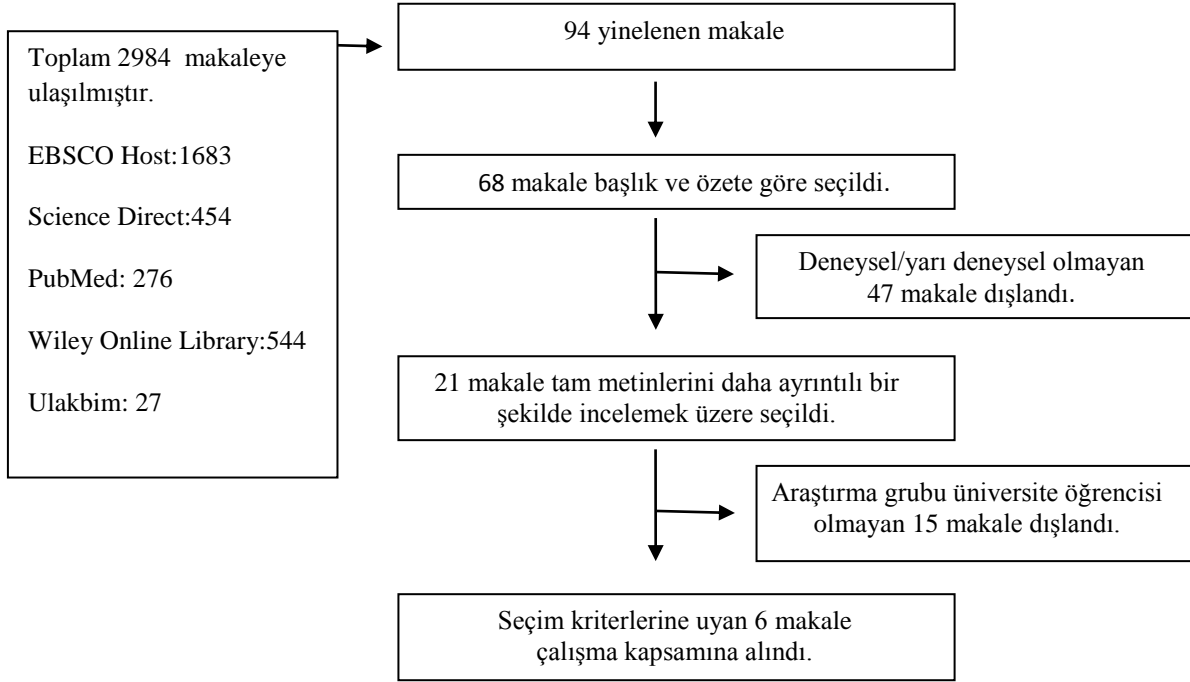 Toplam 2984 makaleye
ulaşılmıştır.
EBSCO Host:1683
Science Direct:454
PubMed: 276
Wiley Online Library:544
Ulakbim: 27
94 yinelenen makale
68 makale başlık ve özete göre seçildi.
Deneysel/yarı deneysel olmayan
47 makale dışlandı.
21 makale tam metinlerini daha ayrıntılı bir
şekilde incelemek üzere seçildi.
Araştırma grubu üniversite öğrencisi
olmayan 15 makale dışlandı.
Seçim kriterlerine uyan 6 makale
çalışma kapsamına alındı.